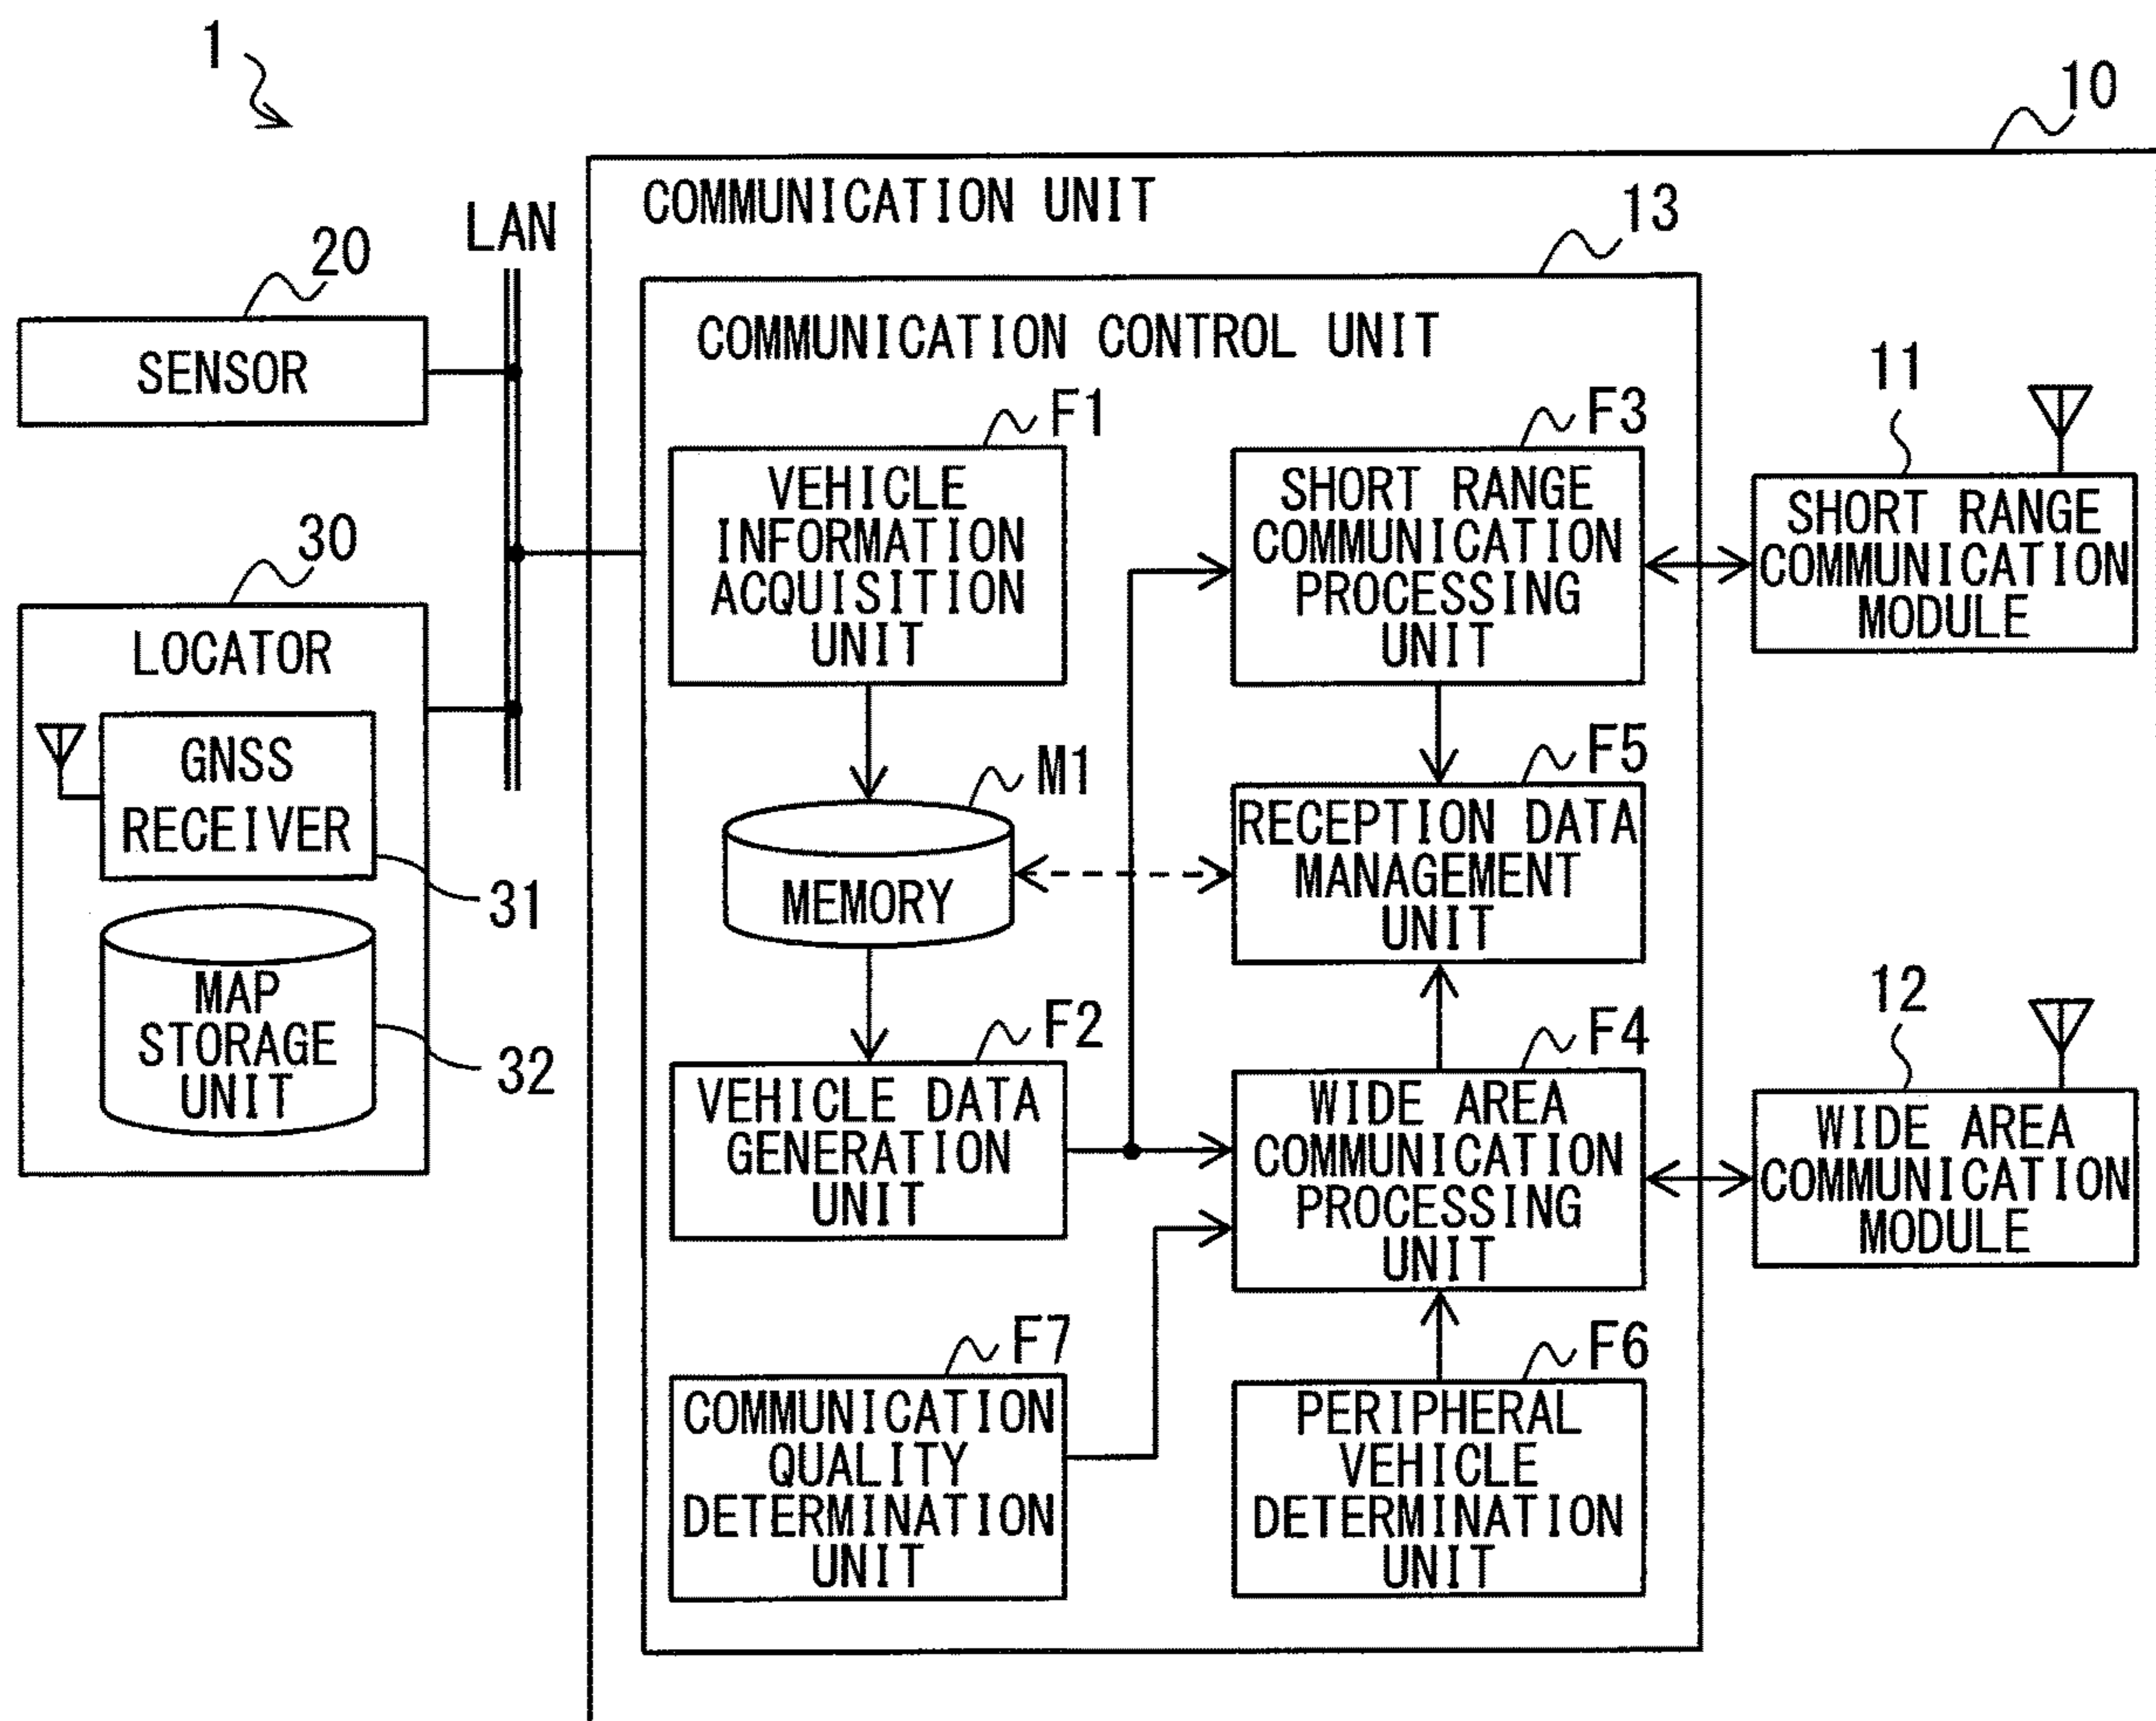 1
10
COMMUNICATION UNIT
13
LAN
20
SENSOR
COMMUNICATION CONTROL UNIT
F1
VEHICLE
INFORMATION
ACQUISITION
UNIT
F3
SHORT RANGE
COMMUNICATION
PROCESSING
UNIT
11
SHORT RANGE
COMMUNICATION
MODULE
30
LOCATOR
GNSS
RECEIVER
31
MAP
STORAGE
UNIT
32
M1
MEMORY
F5
RECEPTION DATA
MANAGEMENT
UNIT
F2
VEHICLE DATA
GENERATION
UNIT
F4
WIDE AREA
COMMUNICATION
PROCESSING
UNIT
12
WIDE AREA
COMMUNICATION
MODULE
F7
COMMUNICATION
QUALITY
DETERMINATION
UNIT
F6
PERIPHERAL
VEHICLE
DETERMINATION
UNIT